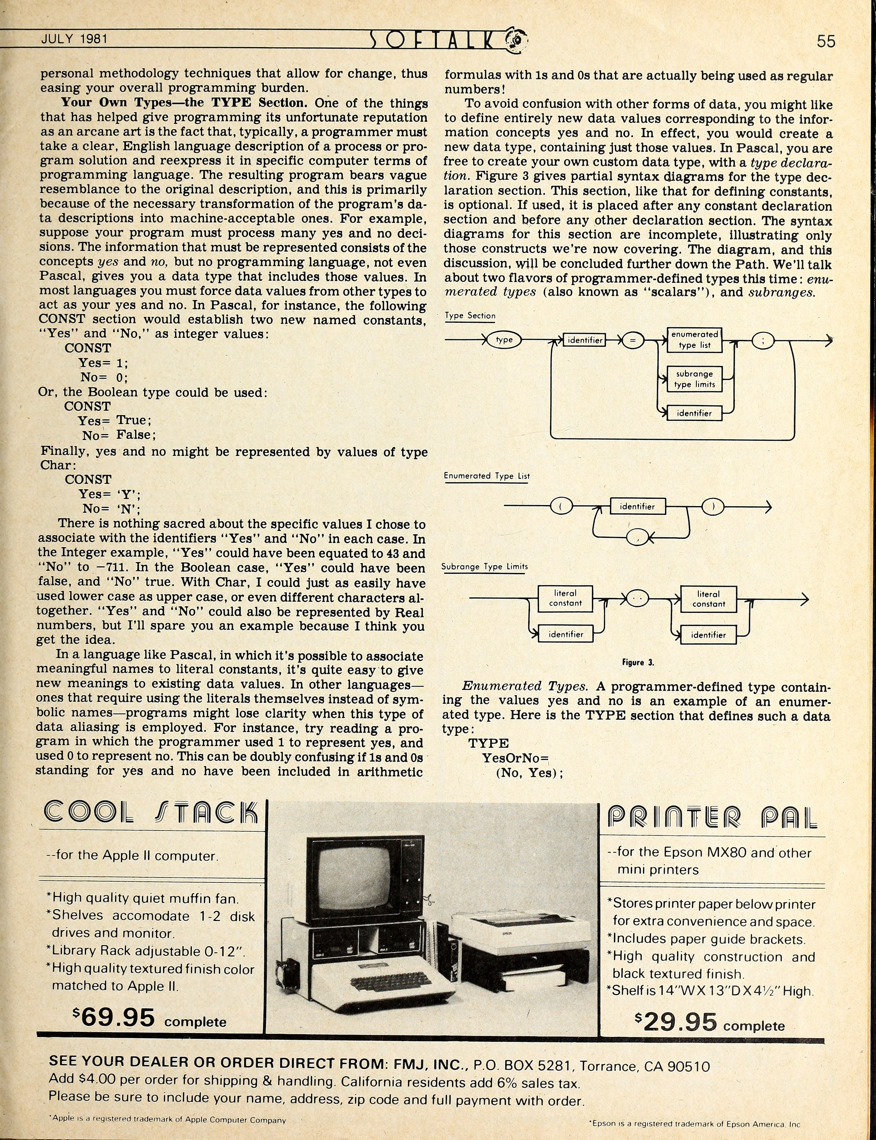 JULY 1981
SOFTALK
55
personal methodology techniques that allow for change, thus
easing your overall programming burden.
Your Own Types—the TYPE Section. One of the things
that has helped give programming its unfortunate reputation
as an arcane art is the fact that, typically, a programmer must
take a clear, English language description of a process or pro-
gram solution and reexpress it in specific computer terms of
programming language. The resulting program bears vague
resemblance to the original description, and this is primarily
because of the necessary transformation of the program's da-
ta descriptions into machine-acceptable ones. For example,
suppose your program must process many yes and no deci-
sions. The information that must be represented consists of the
concepts yes and no, but no programming language, not even
Pascal, gives you a data type that includes those values. In
most languages you must force data values from other types to
act as your yes and no. In Pascal, for instance, the following
CONST section would establish two new named constants,
"Yes" and "No," as integer values:
CONST
Yes= 1;
No= 0;
Or, the Boolean type could be used:
CONST
Yes= True;
No= False;
Finally, yes and no might be represented by values of type
Char:
CONST
Yes= 'Y';
No= 'N';
There is nothing sacred about the specific values I chose to
associate with the identifiers "Yes" and "No" in each case. In
the Integer example, "Yes" could have been equated to 43 and
"No" to −711. In the Boolean case, "Yes" could have been
false, and "No" true. With Char, I could just as easily have
used lower case as upper case, or even different characters al-
together. "Yes" and "No" could also be represented by Real
numbers, but I'll spare you an example because I think you
get the idea.
In a language like Pascal, in which it's possible to associate
meaningful names to literal constants, it's quite easy to give
new meanings to existing data values. In other languages—
ones that require using the literals themselves instead of sym-
bolic names—programs might lose clarity when this type of
data aliasing is employed. For instance, try reading a pro-
gram in which the programmer used 1 to represent yes, and
used 0 to represent no. This can be doubly confusing if 1s and 0s
standing for yes and no have been included in arithmetic
formulas with 1s and 0s that are actually being used as regular
numbers!
To avoid confusion with other forms of data, you might like
to define entirely new data values corresponding to the infor-
mation concepts yes and no. In effect, you would create a
new data type, containing just those values. In Pascal, you are
free to create your own custom data type, with a type declara-
tion. Figure 3 gives partial syntax diagrams for the type dec-
laration section. This section, like that for defining constants,
is optional. If used, it is placed after any constant declaration
section and before any other declaration section. The syntax
diagrams for this section are incomplete, illustrating only
those constructs we're now covering. The diagram, and this
discussion, will be concluded further down the Path. We'll talk
about two flavors of programmer-defined types this time: enu-
merated types (also known as "scalars"), and subranges.
Type Section
type
identifier
=
enumerated
type list
;
subrange
type limits
identifier
Enumerated Type List
(
identifier
)
,
Subrange Type Limits
literal
constant
..
literal
constant
identifier
identifier
Figure 3.
Enumerated Types. A programmer-defined type contain-
ing the values yes and no is an example of an enumer-
ated type. Here is the TYPE section that defines such a data
type:
TYPE
YesOrNo=
(No, Yes);
COOL STACK
--for the Apple II computer.
*High quality quiet muffin fan.
*Shelves accomodate 1-2 disk
drives and monitor.
*Library Rack adjustable 0-12".
*High quality textured finish color
matched to Apple II.
$69.95 complete
PRINTER PAL
--for the Epson MX80 and other
mini printers
*Stores printer paper below printer
for extra convenience and space.
*Includes paper guide brackets.
*High quality construction and
black textured finish.
*Shelf is 14"W X 13"D X 4½" High.
$29.95 complete
SEE YOUR DEALER OR ORDER DIRECT FROM: FMJ, INC., P.O. BOX 5281, Torrance, CA 90510
Add $4.00 per order for shipping & handling. California residents add 6% sales tax.
Please be sure to include your name, address, zip code and full payment with order.
*Apple is a registered trademark of Apple Computer Company
*Epson is a registered trademark of Epson America, Inc